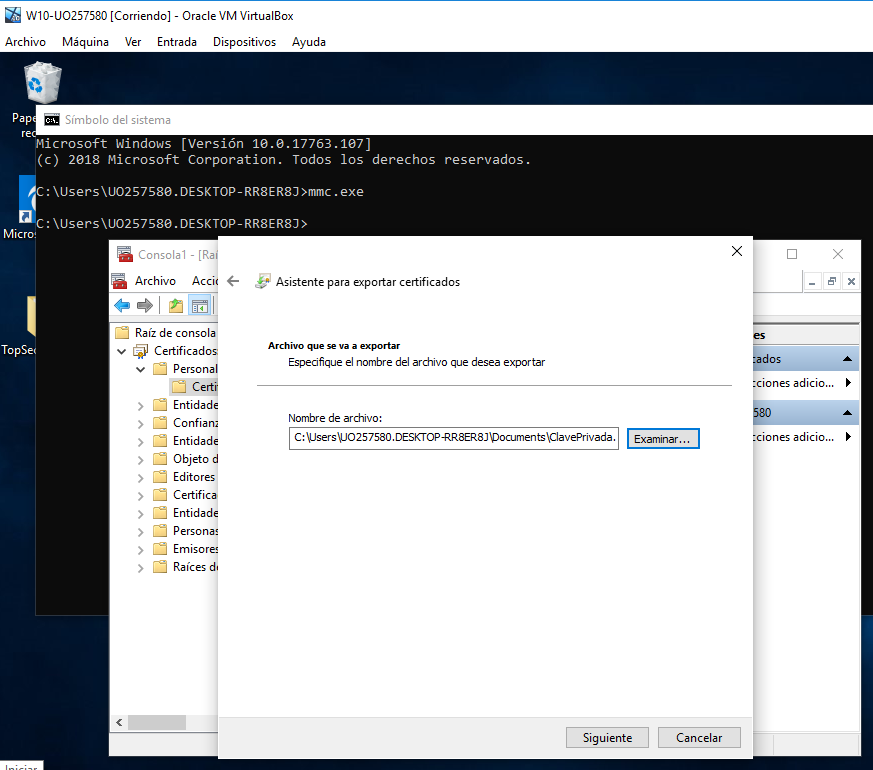 W10-UO257580 [Corriendo] - Oracle VM VirtualBox
Archivo Máquina Ver Entrada Dispositivos Ayuda
Pape
rec
Símbolo del sistema
Microsoft Windows [Versión 10.0.17763.107]
(c) 2018 Microsoft Corporation. Todos los derechos reservados.
C:\Users\UO257580.DESKTOP-RR8ER8J>mmc.exe
C:\Users\UO257580.DESKTOP-RR8ER8J>
Micros
TopSec
Consola1 - [Raí
Archivo Acció
Raíz de consola
Certificados
Personal
Certif
Entidade
Confianz
Entidade
Objeto d
Editores
Certifica
Entidade
Personas
Emisores
Raíces de
Asistente para exportar certificados
Archivo que se va a exportar
Especifique el nombre del archivo que desea exportar
Nombre de archivo:
C:\Users\UO257580.DESKTOP-RR8ER8J\Documents\ClavePrivada.
Examinar...
Siguiente Cancelar
es
cados
cciones adicio...
580
cciones adicio...
Iniciar